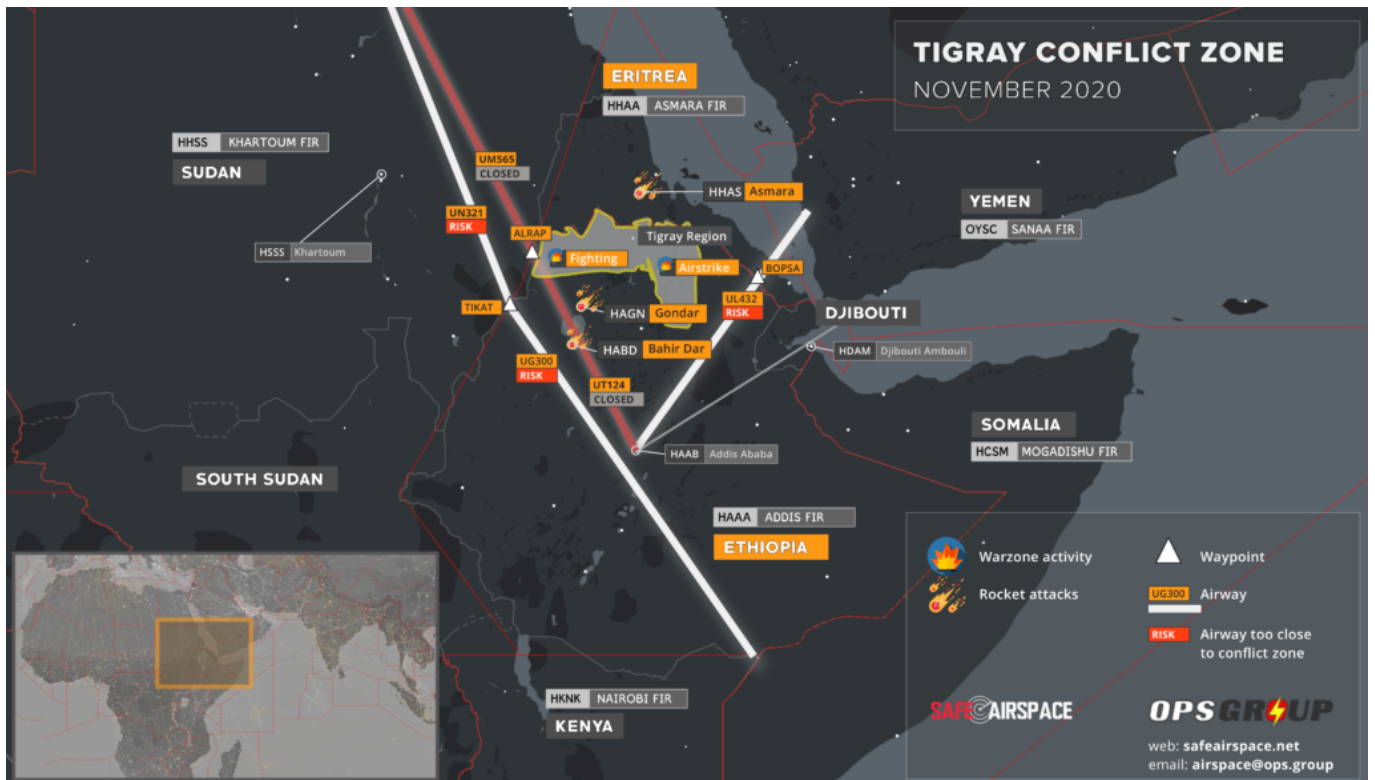 TIGRAY CONFLICT ZONE
NOVEMBER 2020
ERITREA
HHAA ASMARA FIR
HHSS KHARTOUM FIR
SUDAN
UM565
CLOSED
HHAS Asmara
YEMEN
OYSC SANAA FIR
UN321
RISK
ALRAP
Tigray Region
HSSS Khartoum
Fighting
Airstrike
BOPSA
TIKAT
UL432
RISK
HAGN Gondar
DJIBOUTI
HABD Bahir Dar
HDAM Djibouti Ambouli
UG300
RISK
UT124
CLOSED
SOMALIA
HCSM MOGADISHU FIR
HAAB Addis Ababa
SOUTH SUDAN
HAAA ADDIS FIR
ETHIOPIA
Warzone activity
Waypoint
Rocket attacks
UG300 Airway
RISK Airway too close
to conflict zone
HKNK NAIROBI FIR
KENYA
SAFEAIRSPACE
OPSGROUP
web: safeairspace.net
email: airspace@ops.group